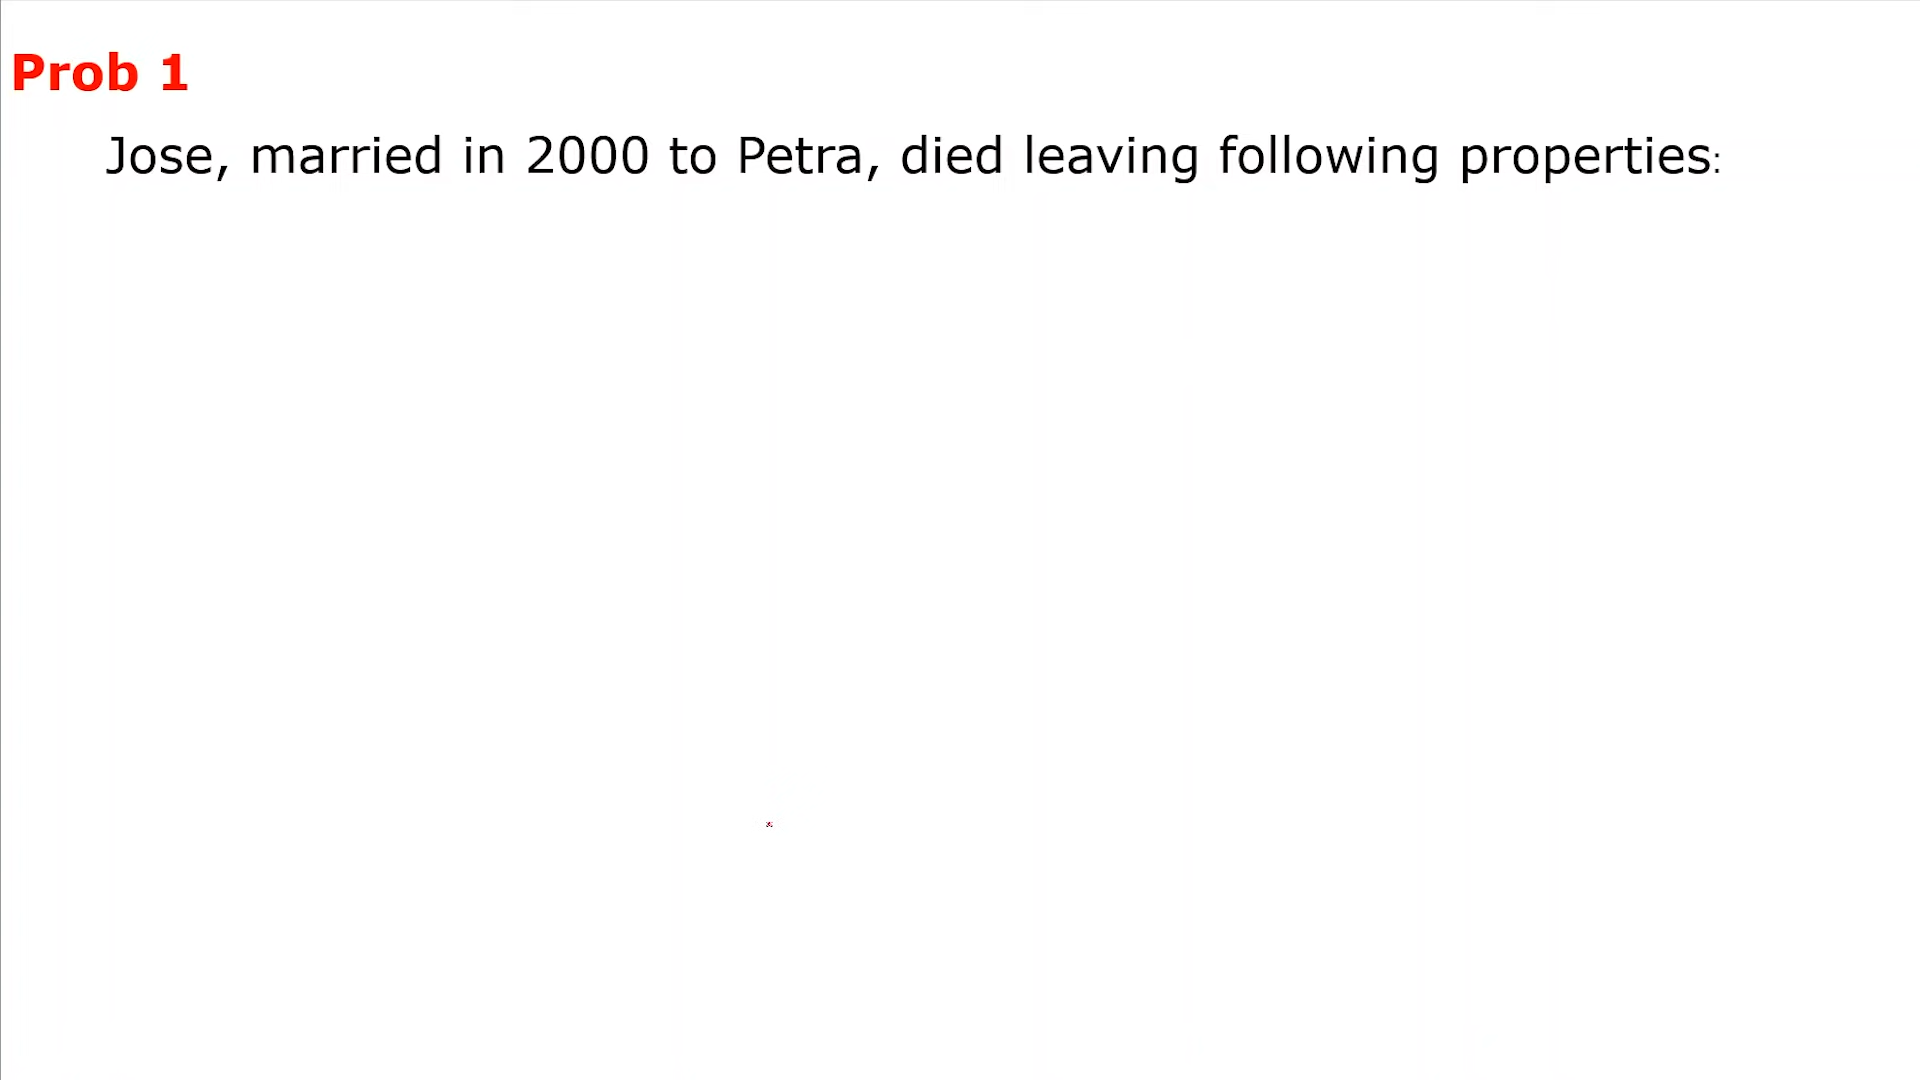 Prob 1
Jose, married in 2000 to Petra, died leaving following properties: